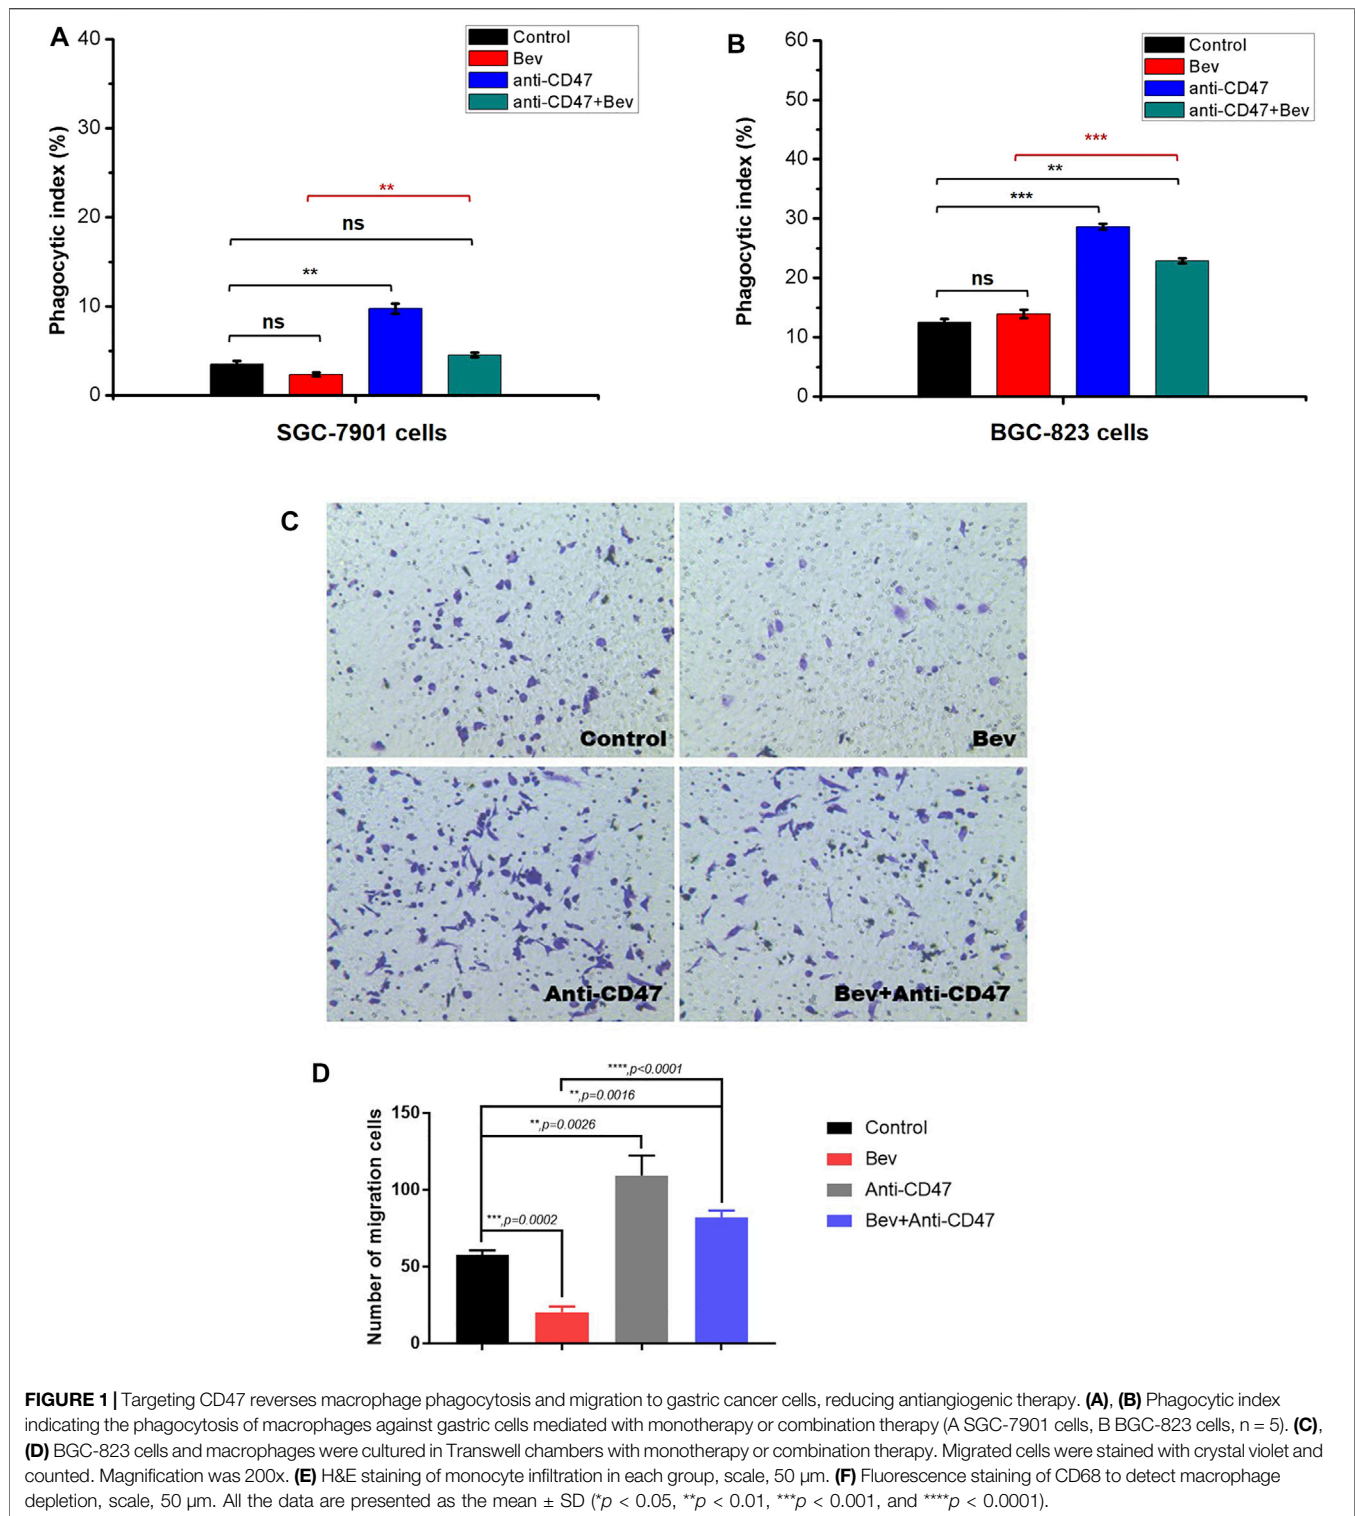 A
40
30
20
10
0
Phagocytic index (%)
Control
Bev
anti-CD47
anti-CD47+Bev
**
ns
**
ns
SGC-7901 cells
B
60
50
40
30
20
10
0
Phagocytic index (%)
Control
Bev
anti-CD47
anti-CD47+Bev
***
**
***
ns
BGC-823 cells
C
Control
Bev
Anti-CD47
Bev+Anti-CD47
D
150
100
50
0
Number of migration cells
****,p<0.0001
**,p=0.0016
**,p=0.0026
***,p=0.0002
Control
Bev
Anti-CD47
Bev+Anti-CD47
FIGURE 1 | Targeting CD47 reverses macrophage phagocytosis and migration to gastric cancer cells, reducing antiangiogenic therapy. (A), (B) Phagocytic index
indicating the phagocytosis of macrophages against gastric cells mediated with monotherapy or combination therapy (A SGC-7901 cells, B BGC-823 cells, n = 5). (C),
(D) BGC-823 cells and macrophages were cultured in Transwell chambers with monotherapy or combination therapy. Migrated cells were stained with crystal violet and
counted. Magnification was 200x. (E) H&E staining of monocyte infiltration in each group, scale, 50 μm. (F) Fluorescence staining of CD68 to detect macrophage
depletion, scale, 50 μm. All the data are presented as the mean ± SD (*p < 0.05, **p < 0.01, ***p < 0.001, and ****p < 0.0001).